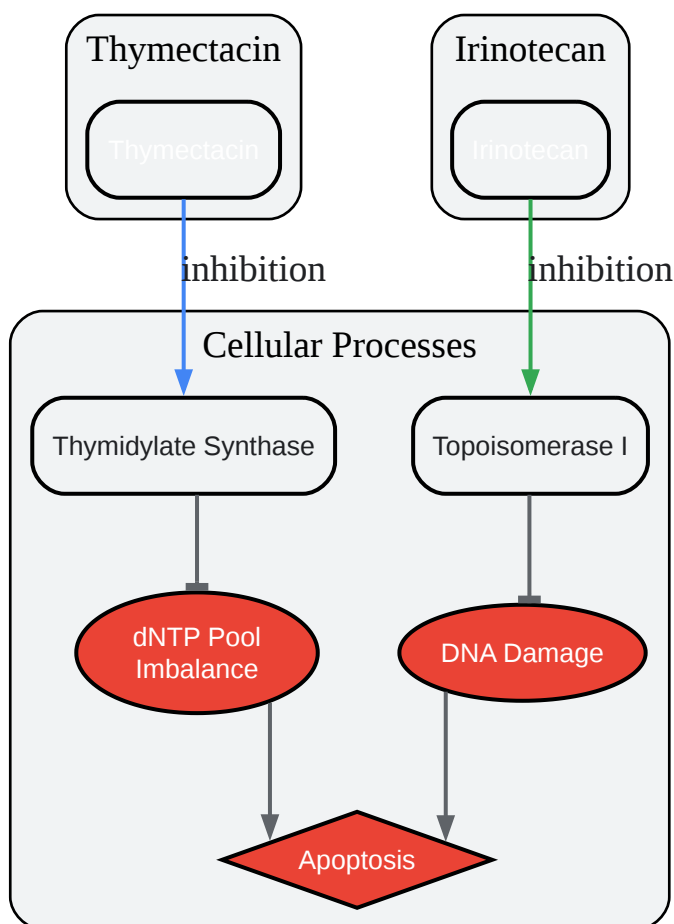 Thymectacin
Irinotecan
Thymectacin
Irinotecan
inhibition
inhibition
Cellular Processes
Thymidylate Synthase
Topoisomerase I
dNTP Pool
Imbalance
DNA Damage
Apoptosis